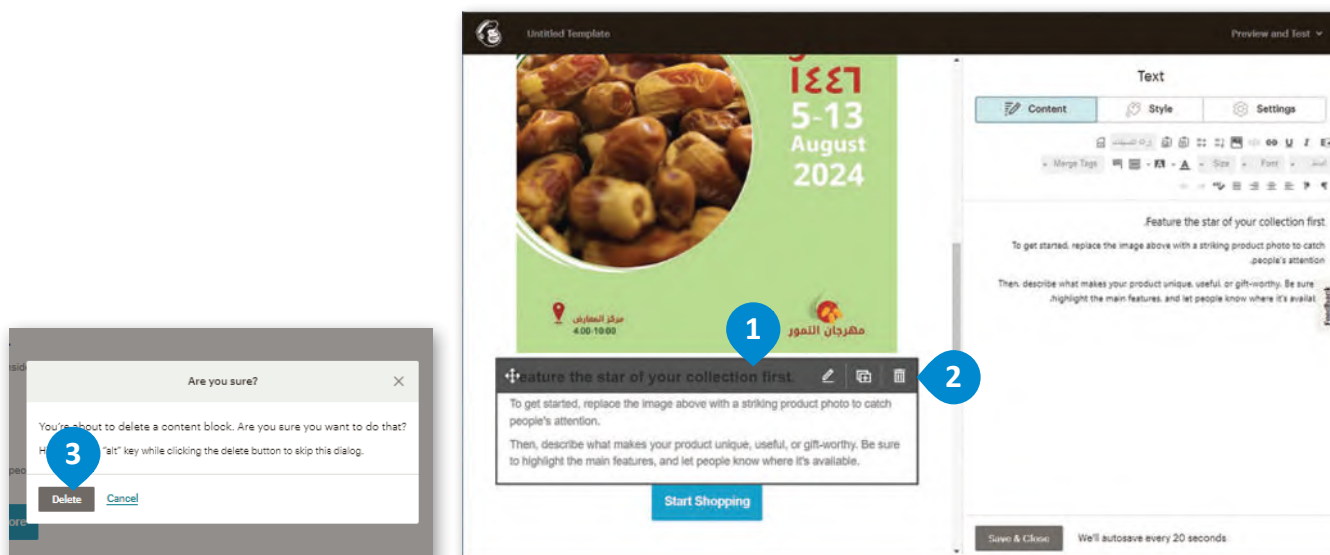 Untitled Template
Preview and Test
١٤٤٦
5-13
August
2024
مركز المعارض
4:00-10:00
مهرجان التمور
1
Feature the star of your collection first.
2
To get started, replace the image above with a striking product photo to catch
people's attention.
Then, describe what makes your product unique, useful, or gift-worthy. Be sure
to highlight the main features, and let people know where it's available.
Start Shopping
Text
Content
Style
Settings
Merge Tags
Size
Font
.Feature the star of your collection first
To get started, replace the image above with a striking product photo to catch
.people's attention
Then, describe what makes your product unique, useful, or gift-worthy. Be sure
.highlight the main features, and let people know where it's availal
Feedback
Save & Close
We'll autosave every 20 seconds
Are you sure?
You're about to delete a content block. Are you sure you want to do that?
3
"alt" key while clicking the delete button to skip this dialog.
Delete
Cancel